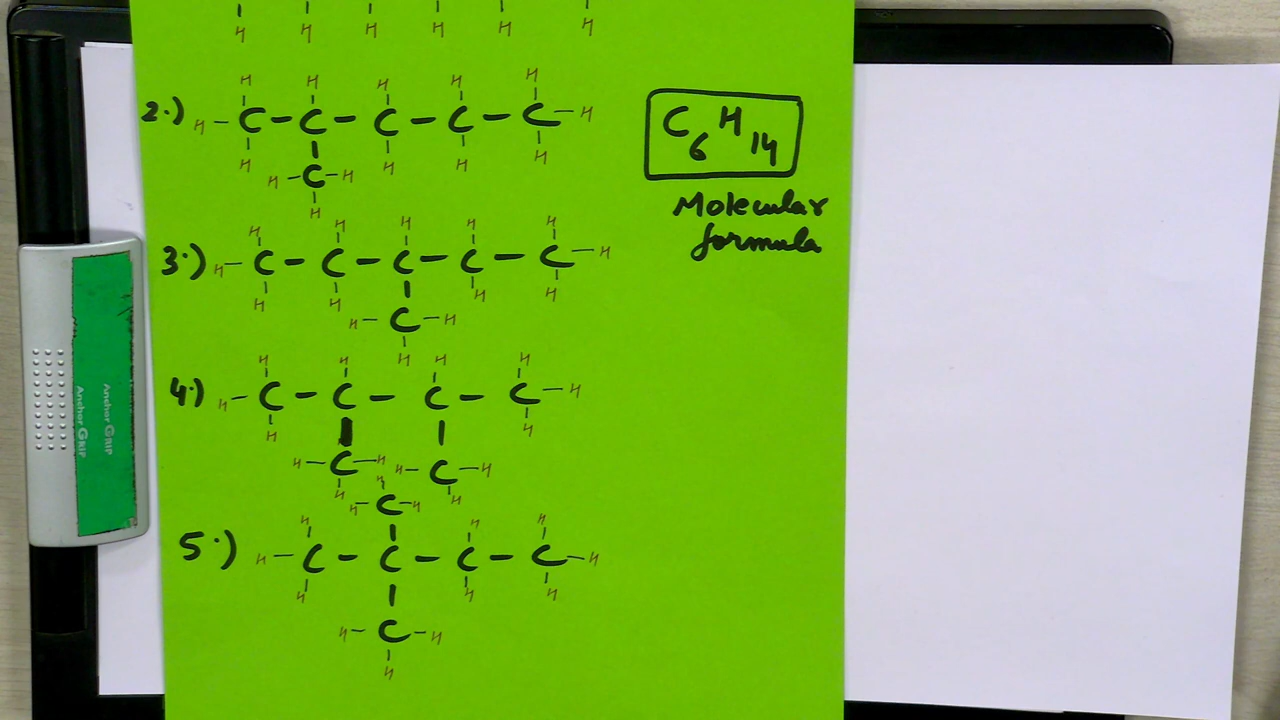 H H H H H H
H H H H H
2.) H - C - C - C - C - C - H
H H H H
H - C - H
H
H H H H H
3.) H - C - C - C - C - C - H
H H H H
H - C - H
H
H H H H
4.) H - C - C - C - C - H
H H
H - C - H H - C - H
H H
H
H - C - H
H H H
5.) H - C - C - C - C - H
H H H
H - C - H
H
C6H14
Molecular
formula
Anchor GRIP
Anchor GRIP